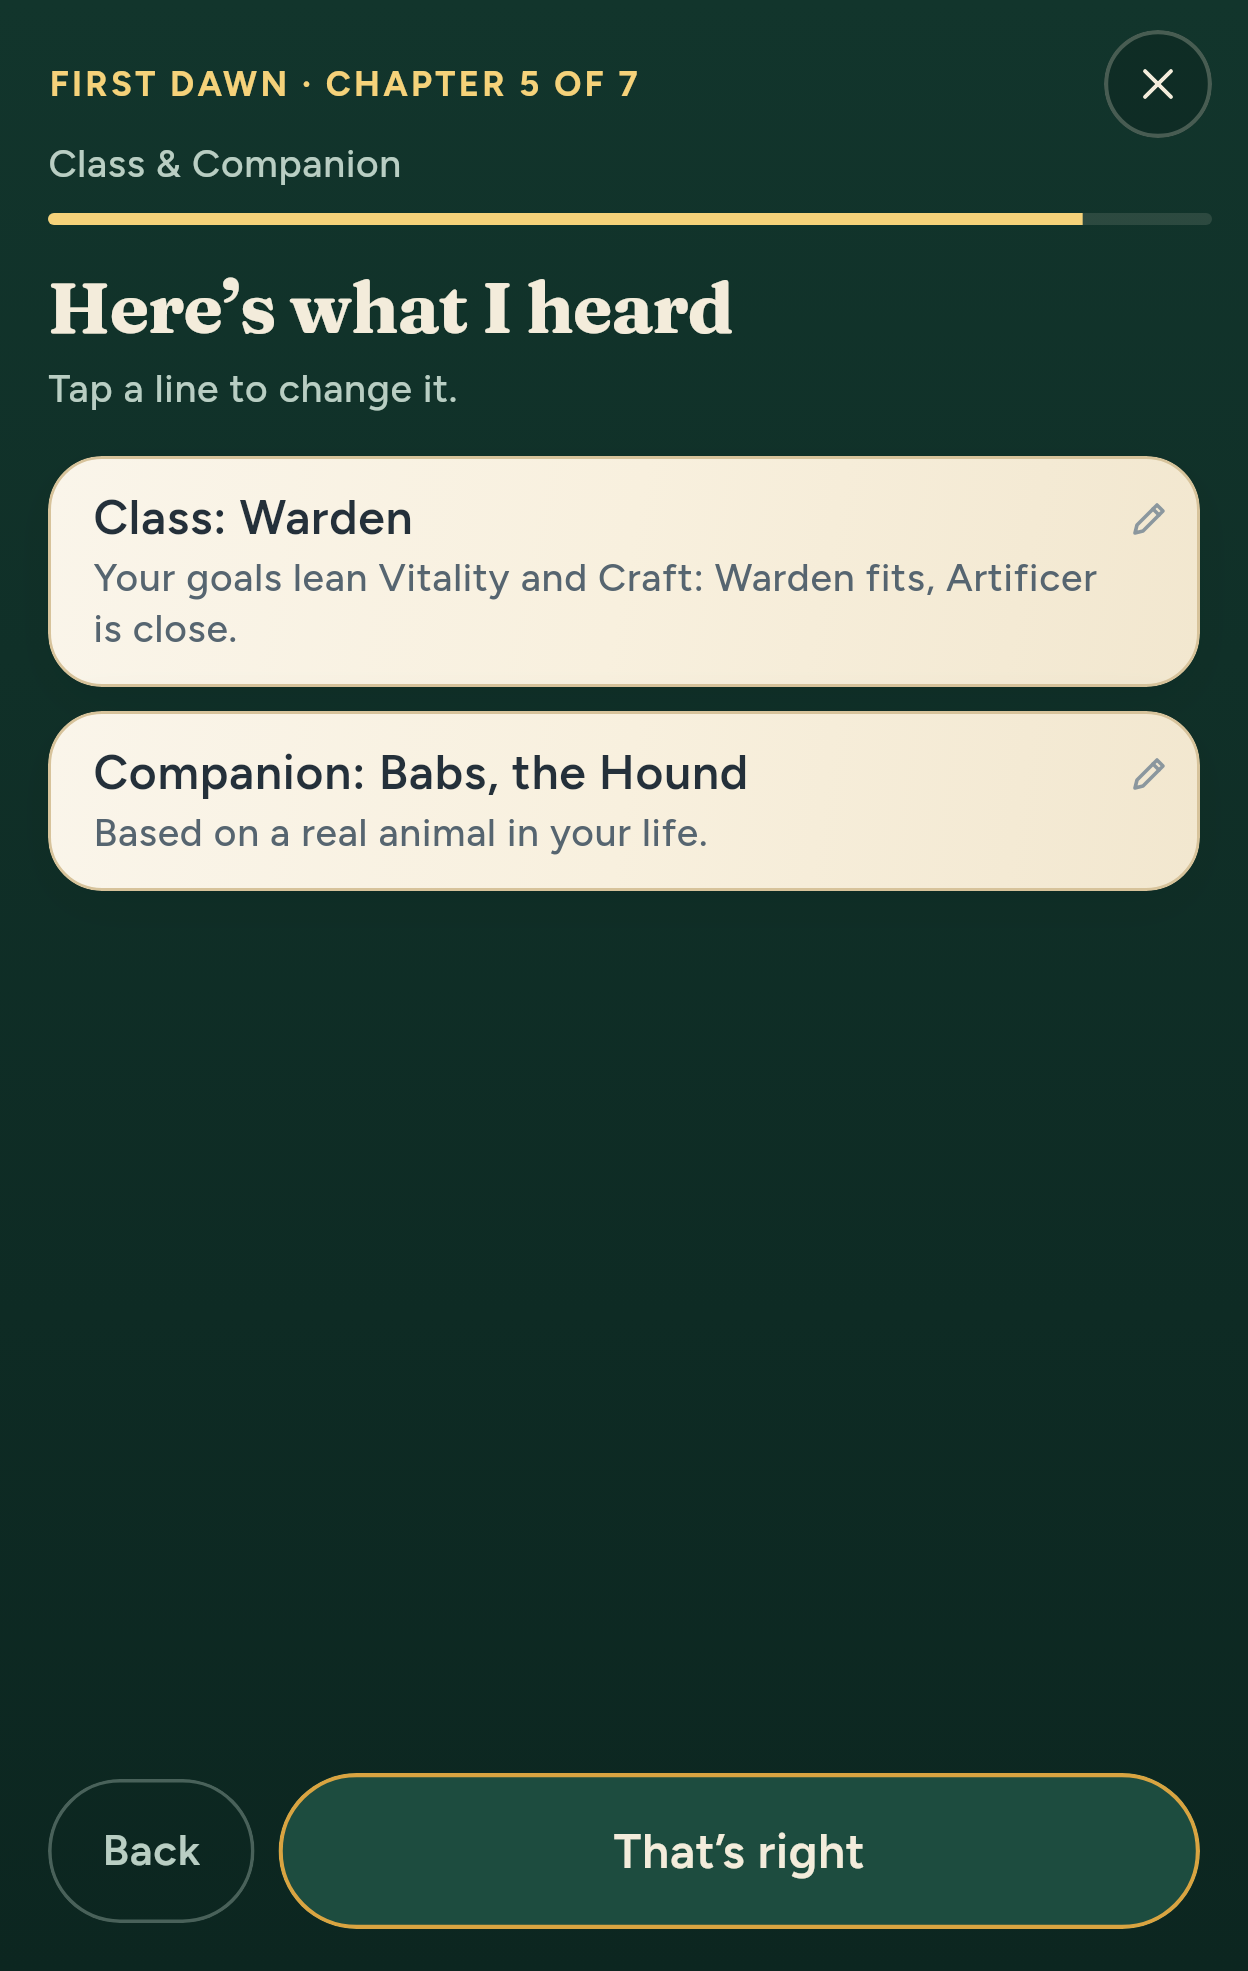 FIRST DAWN · CHAPTER 5 OF 7
Class & Companion
Here’s what I heard
Tap a line to change it.
Class: Warden
Your goals lean Vitality and Craft: Warden fits, Artificer
is close.
Companion: Babs, the Hound
Based on a real animal in your life.
Back
That’s right